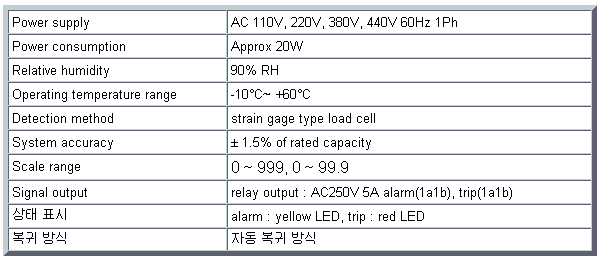 Power supply AC 110V, 220V, 380V, 440V 60Hz 1Ph
Power consumption Approx 20W
Relative humidity 90% RH
Operating temperature range -10°C~ +60°C
Detection method strain gage type load cell
System accuracy ± 1.5% of rated capacity
Scale range 0 ~ 999, 0 ~ 99.9
Signal output relay output : AC250V 5A alarm(1a1b), trip(1a1b)
상태 표시 alarm : yellow LED, trip : red LED
복귀 방식 자동 복귀 방식